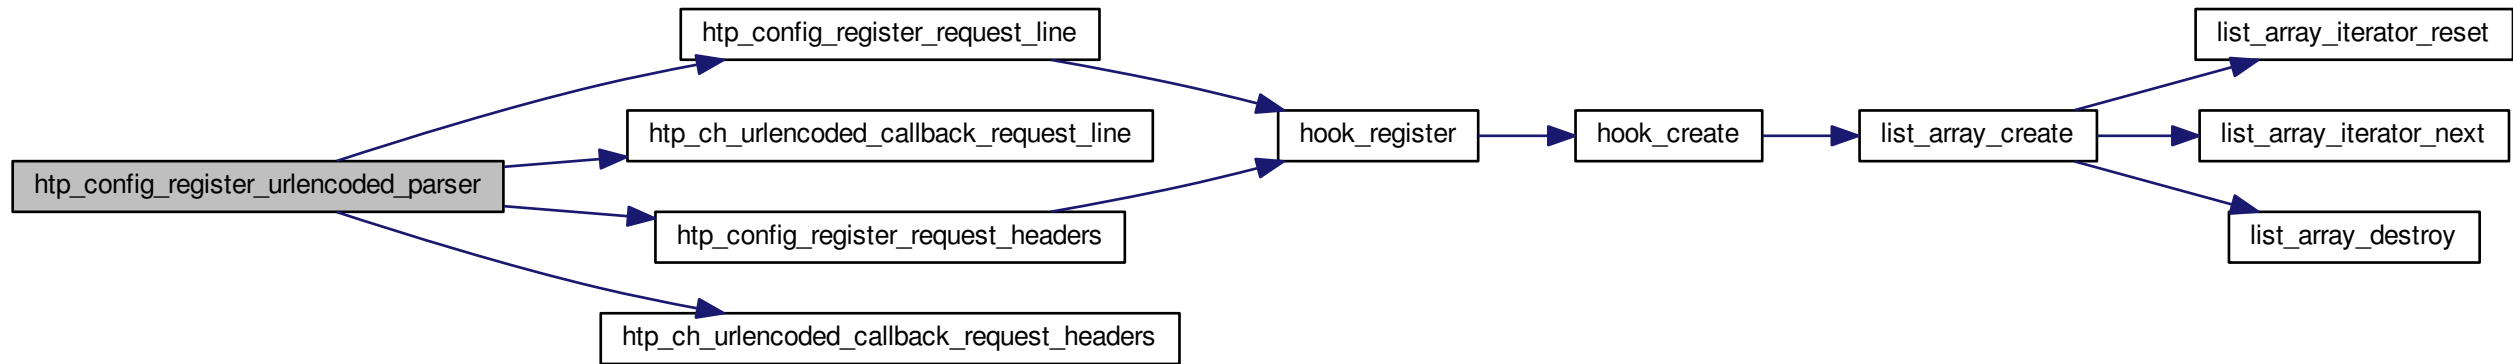 htp_config_register_urlencoded_parser
htp_config_register_request_line
htp_ch_urlencoded_callback_request_line
htp_config_register_request_headers
htp_ch_urlencoded_callback_request_headers
hook_register
hook_create
list_array_create
list_array_iterator_reset
list_array_iterator_next
list_array_destroy